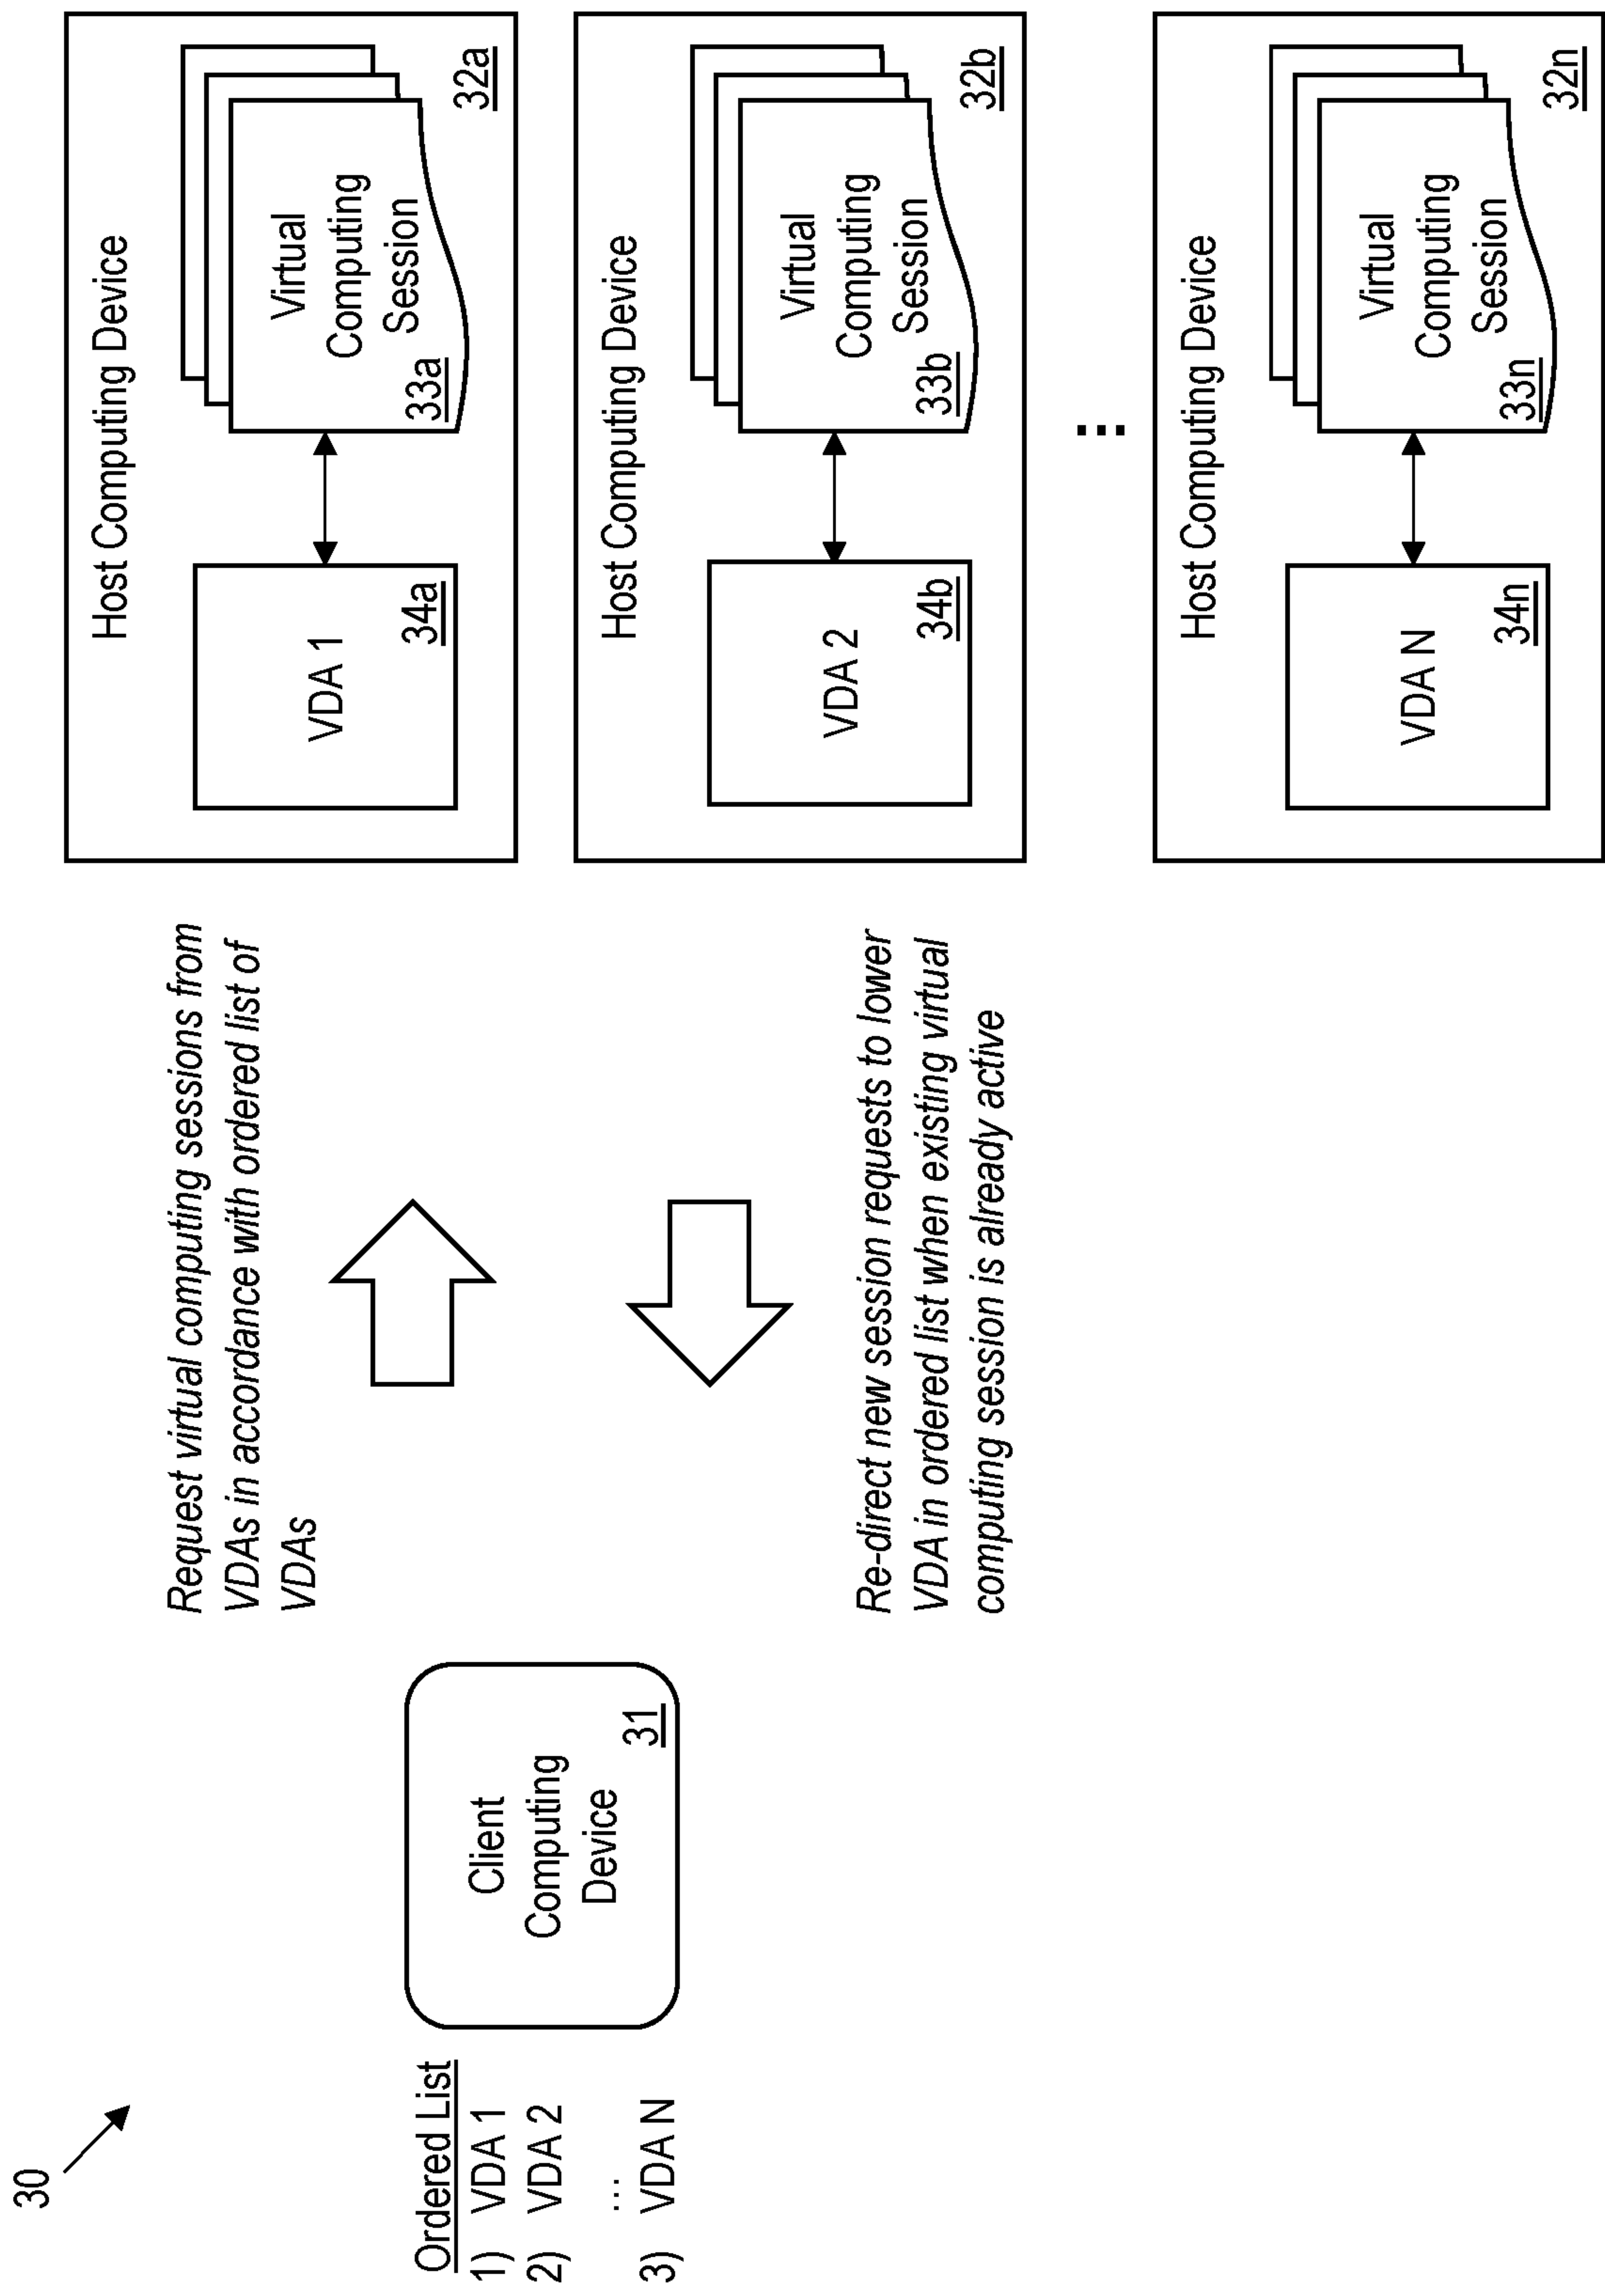 30
Ordered List
1) VDA 1
2) VDA 2
...
3) VDA N
Client
Computing
Device
31
Request virtual computing sessions from
VDAs in accordance with ordered list of
VDAs
Re-direct new session requests to lower
VDA in ordered list when existing virtual
computing session is already active
Host Computing Device
VDA 1
34a
Virtual
Computing
Session
33a
32a
Host Computing Device
VDA 2
34b
Virtual
Computing
Session
33b
32b
...
Host Computing Device
VDA N
34n
Virtual
Computing
Session
33n
32n